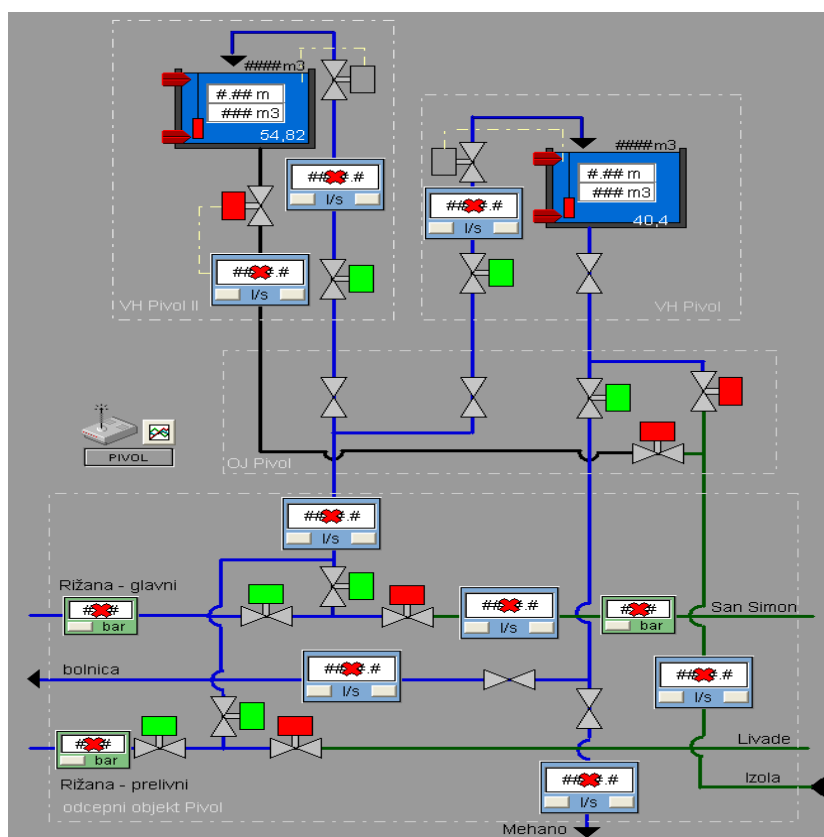 ####m3
#.## m
### m3
54,82
####m3
#.## m
### m3
40,4
l/s
l/s
l/s
l/s
VH Pivol II
VH Pivol
PIVOL
OJ Pivol
l/s
Rižana - glavni
bar
l/s
bar
San Simon
bolnica
l/s
l/s
bar
Livade
Rižana - prelivni
Izola
odcepni objekt Pivol
l/s
Mehano